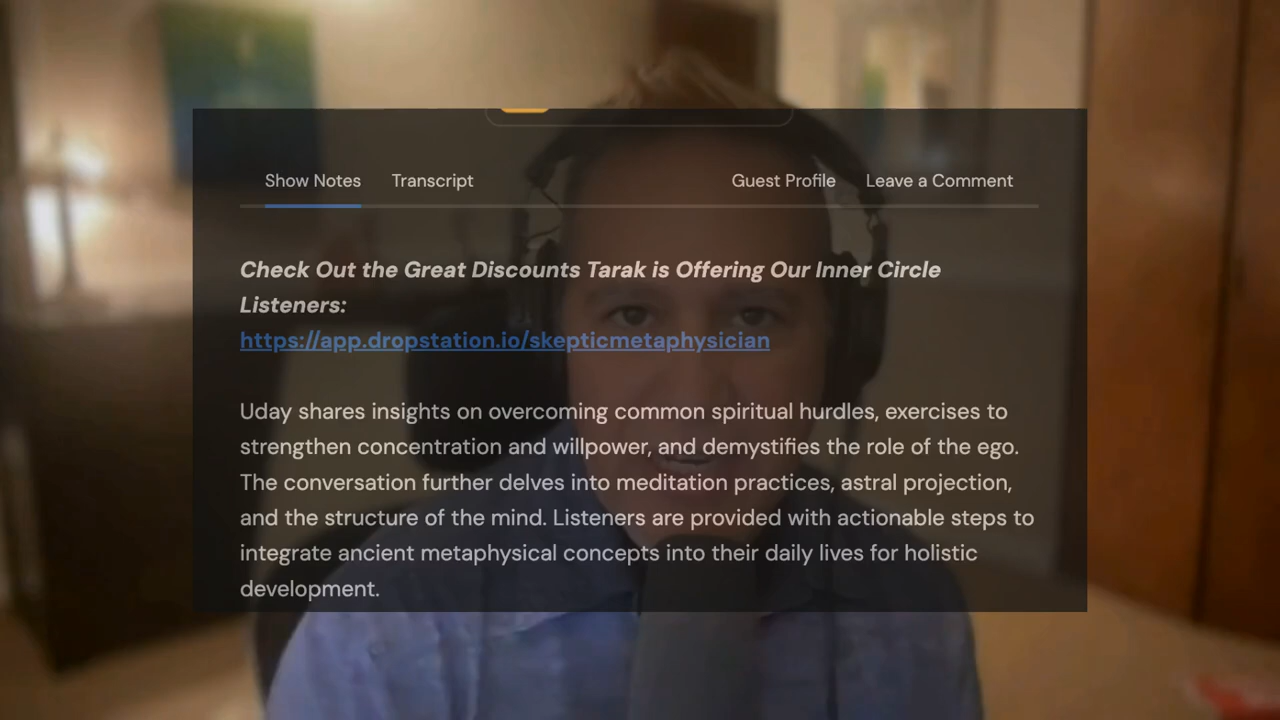 Show Notes Transcript Guest Profile Leave a Comment
Check Out the Great Discounts Tarak is Offering Our Inner Circle
Listeners:
https://app.dropstation.io/skepticmetaphysician
Uday shares insights on overcoming common spiritual hurdles, exercises to
strengthen concentration and willpower, and demystifies the role of the ego.
The conversation further delves into meditation practices, astral projection,
and the structure of the mind. Listeners are provided with actionable steps to
integrate ancient metaphysical concepts into their daily lives for holistic
development.